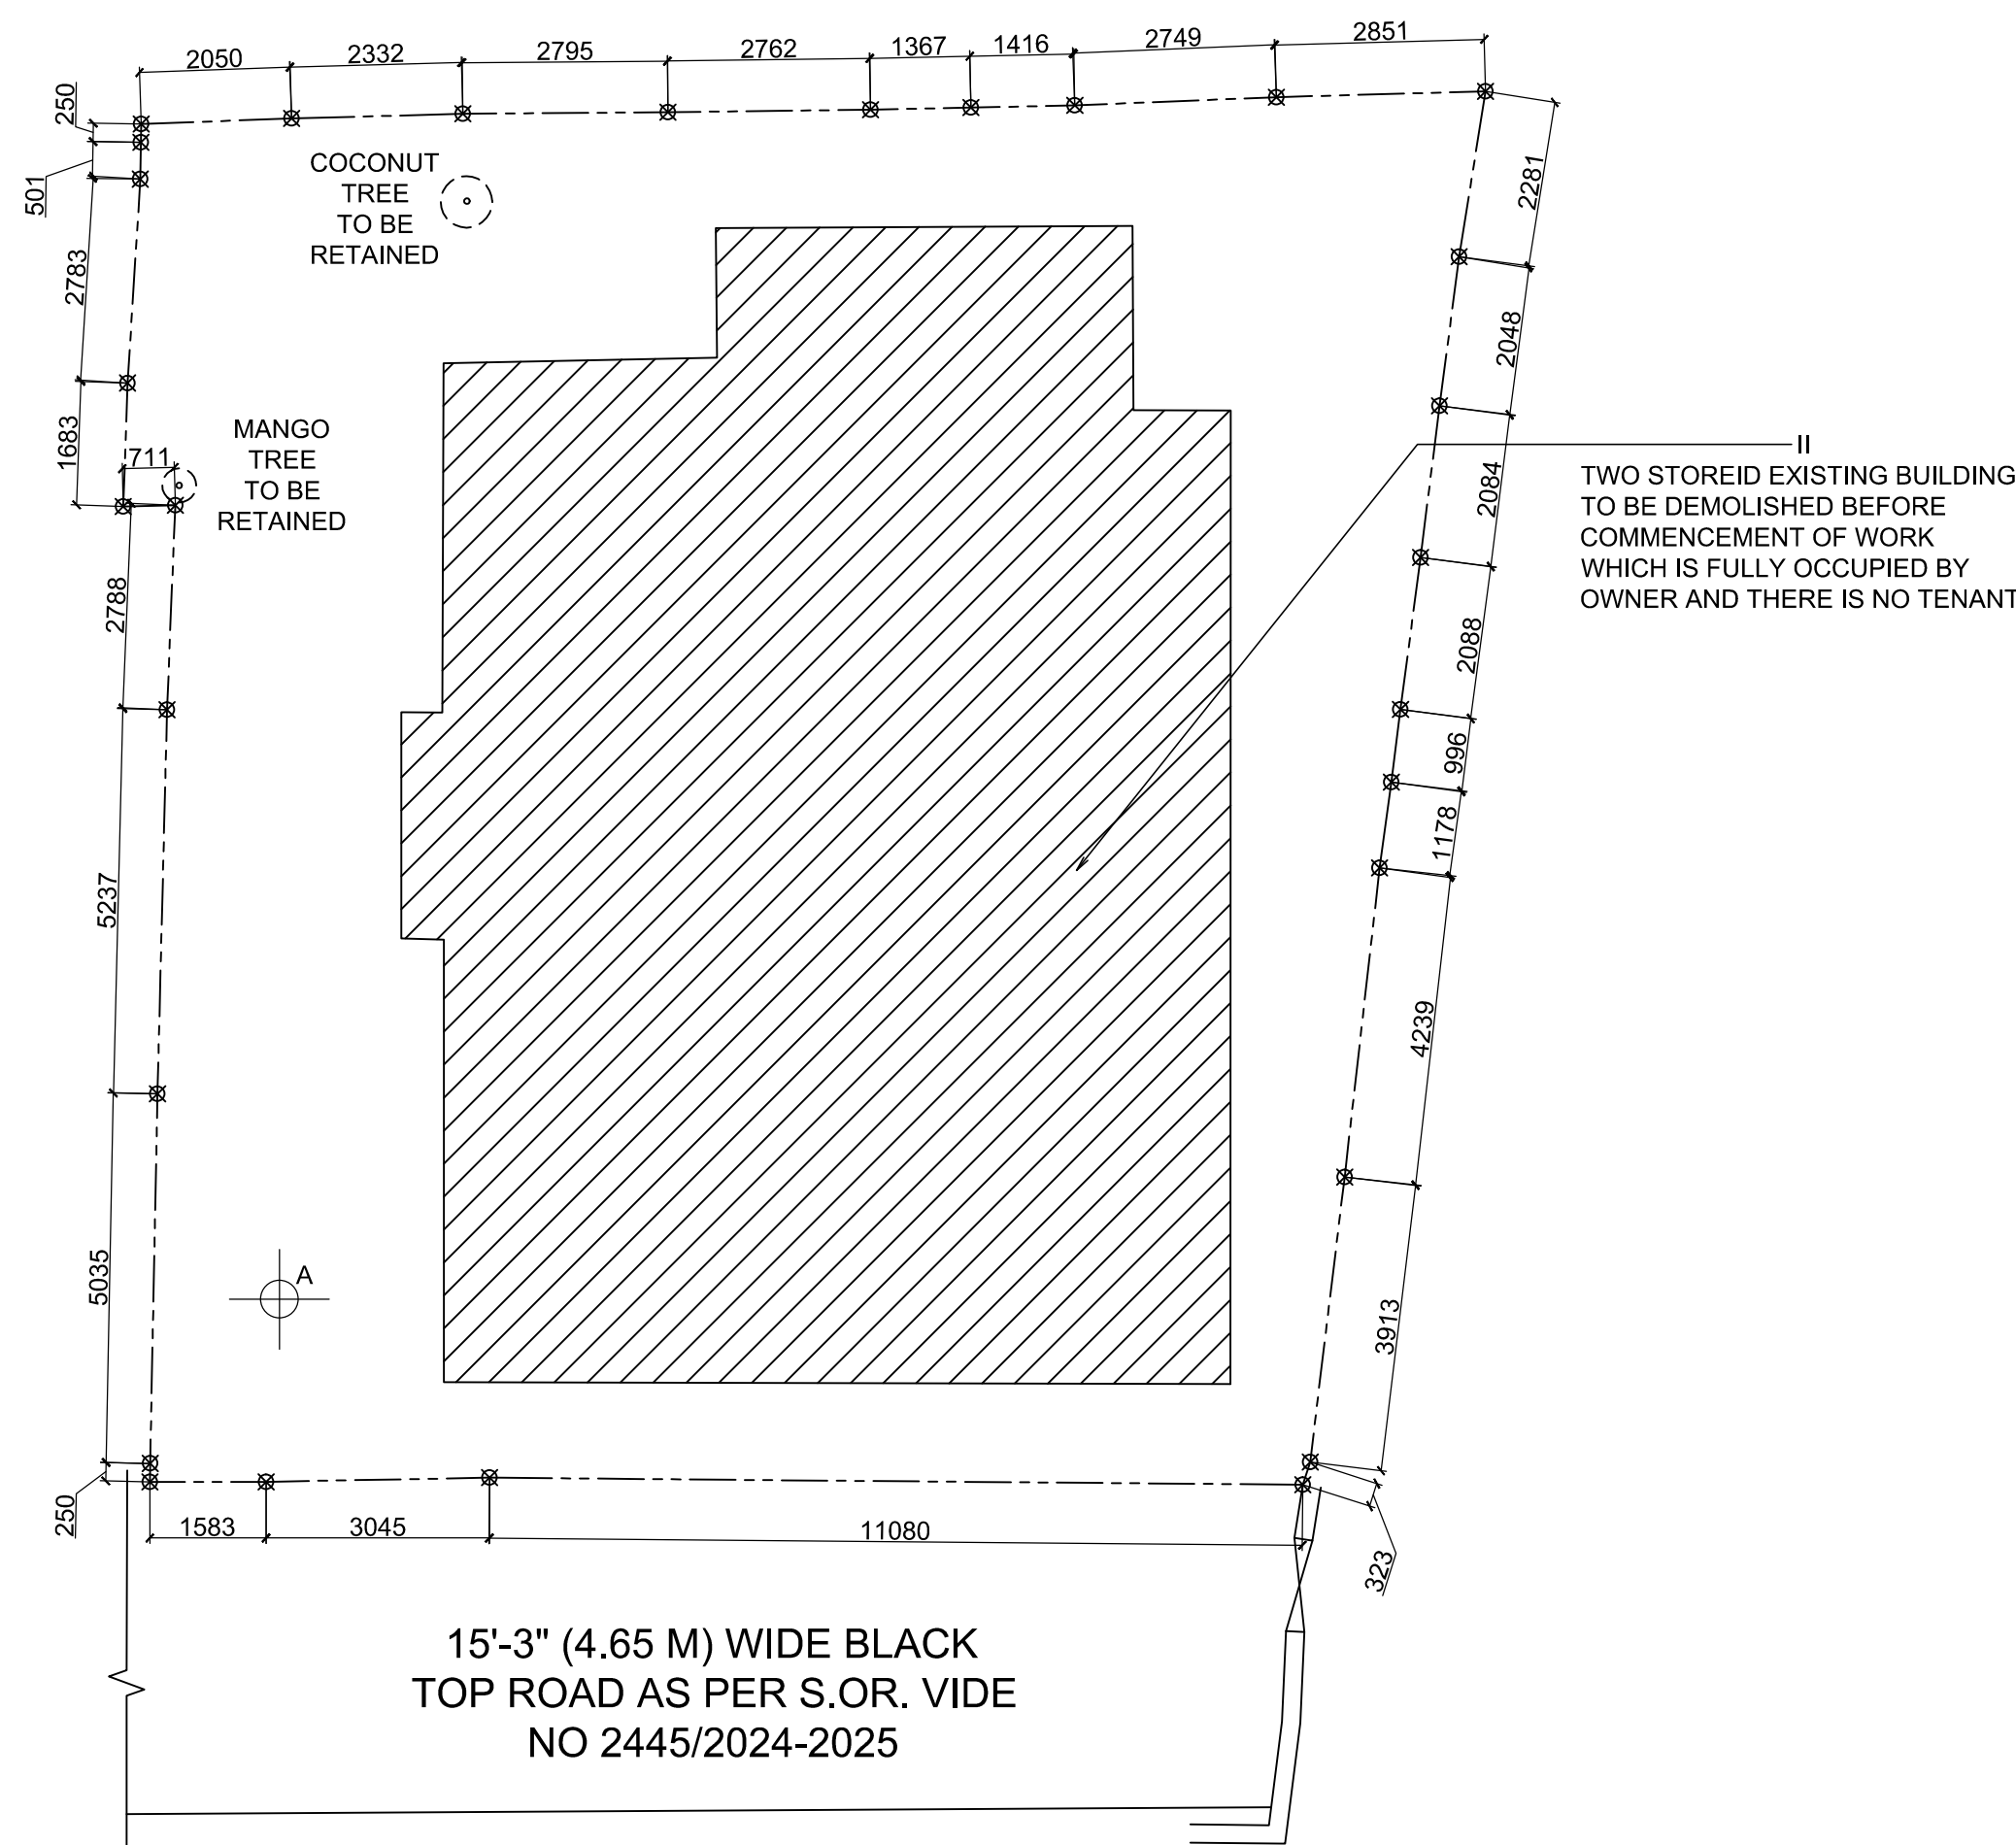 2050
2332
2795
2762
1367
1416
2749
2851
250
501
2783
1683
711
2788
5237
5035
250
COCONUT
TREE
TO BE
RETAINED
MANGO
TREE
TO BE
RETAINED
2281
2048
2084
2088
996
1178
4239
3913
323
II
TWO STOREID EXISTING BUILDING
TO BE DEMOLISHED BEFORE
COMMENCEMENT OF WORK
WHICH IS FULLY OCCUPIED BY
OWNER AND THERE IS NO TENANT
A
1583
3045
11080
15'-3" (4.65 M) WIDE BLACK
TOP ROAD AS PER S.OR. VIDE
NO 2445/2024-2025